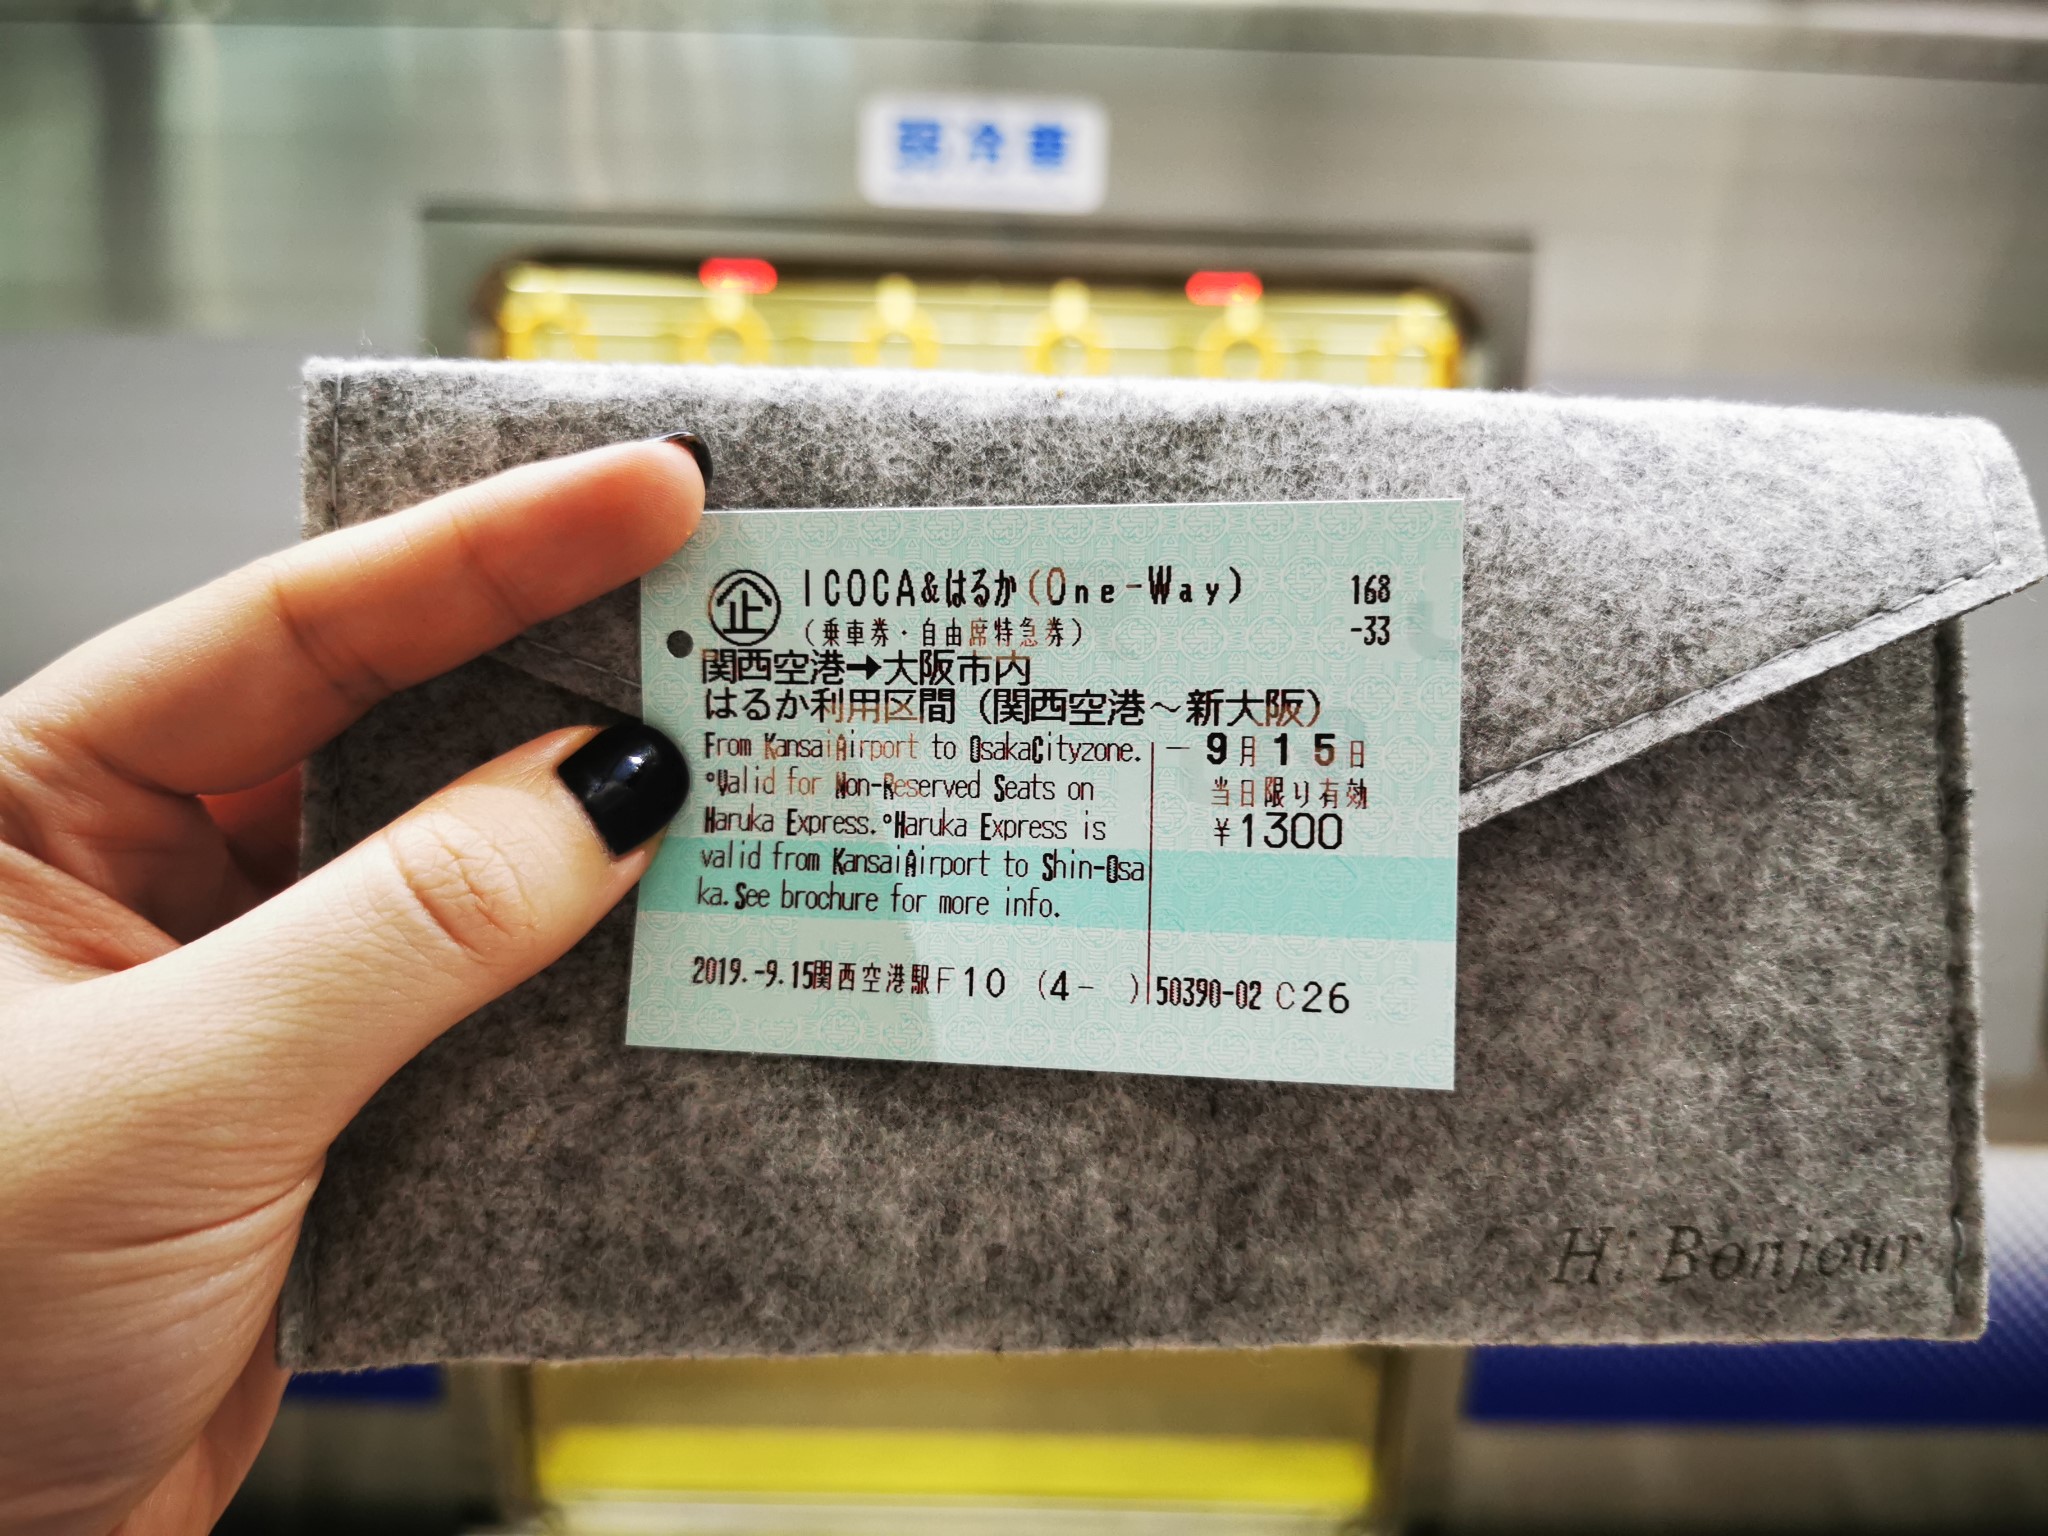 弱冷車
企 ICOCA&はるか(One-Way) 168
(乗車券・自由席特急券) -33
関西空港→大阪市内
はるか利用区間(関西空港~新大阪)
From KansaiAirport to OsakaCityzone.
°Valid for Non-Reserved Seats on
Haruka Express.°Haruka Express is
valid from KansaiAirport to Shin-Osa
ka.See brochure for more info.
- 9月15日
当日限り有効
¥1300
2019.-9.15関西空港駅F10 (4- ) 50390-02 C26
Hi Bonjour